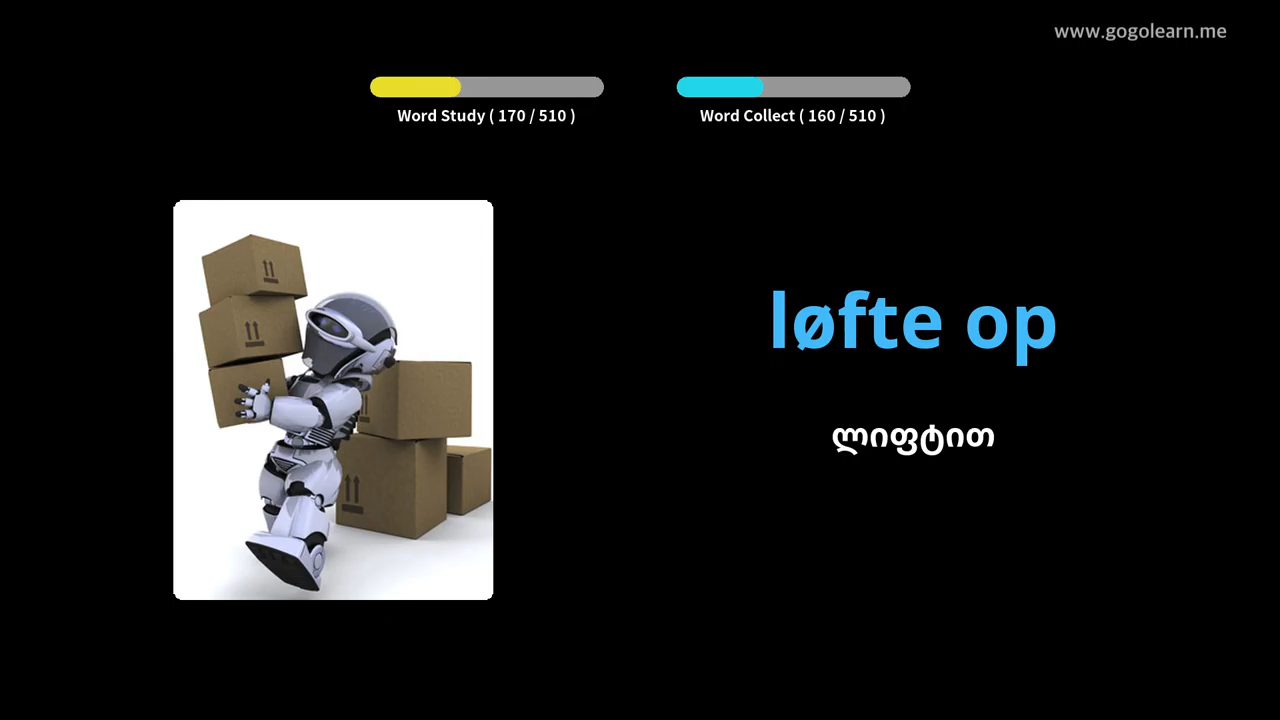 www.gogolearn.me
Word Study ( 170 / 510 )
Word Collect ( 160 / 510 )
løfte op
ლიფტით